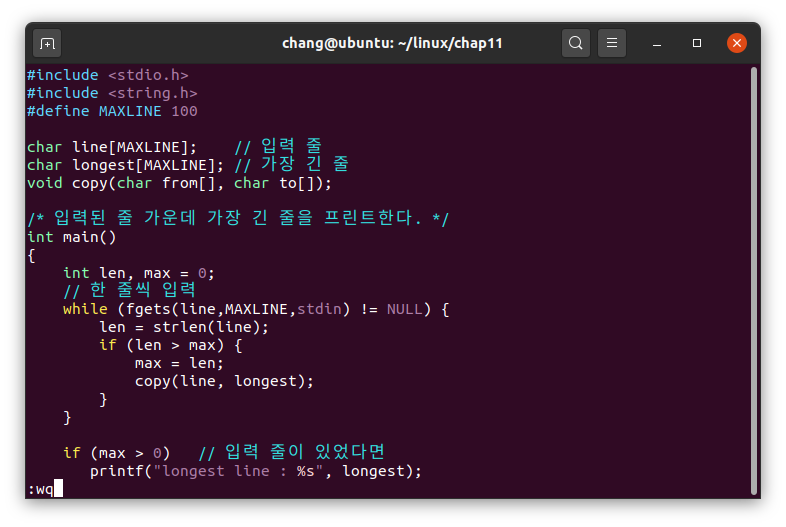 chang@ubuntu: ~/linux/chap11
#include <stdio.h>
#include <string.h>
#define MAXLINE 100

char line[MAXLINE];    // 입력 줄
char longest[MAXLINE]; // 가장 긴 줄
void copy(char from[], char to[]);

/* 입력된 줄 가운데 가장 긴 줄을 프린트한다. */
int main()
{
    int len, max = 0;
    // 한 줄씩 입력
    while (fgets(line,MAXLINE,stdin) != NULL) {
        len = strlen(line);
        if (len > max) {
            max = len;
            copy(line, longest);
        }
    }

    if (max > 0)   // 입력 줄이 있었다면
       printf("longest line : %s", longest);
:wq